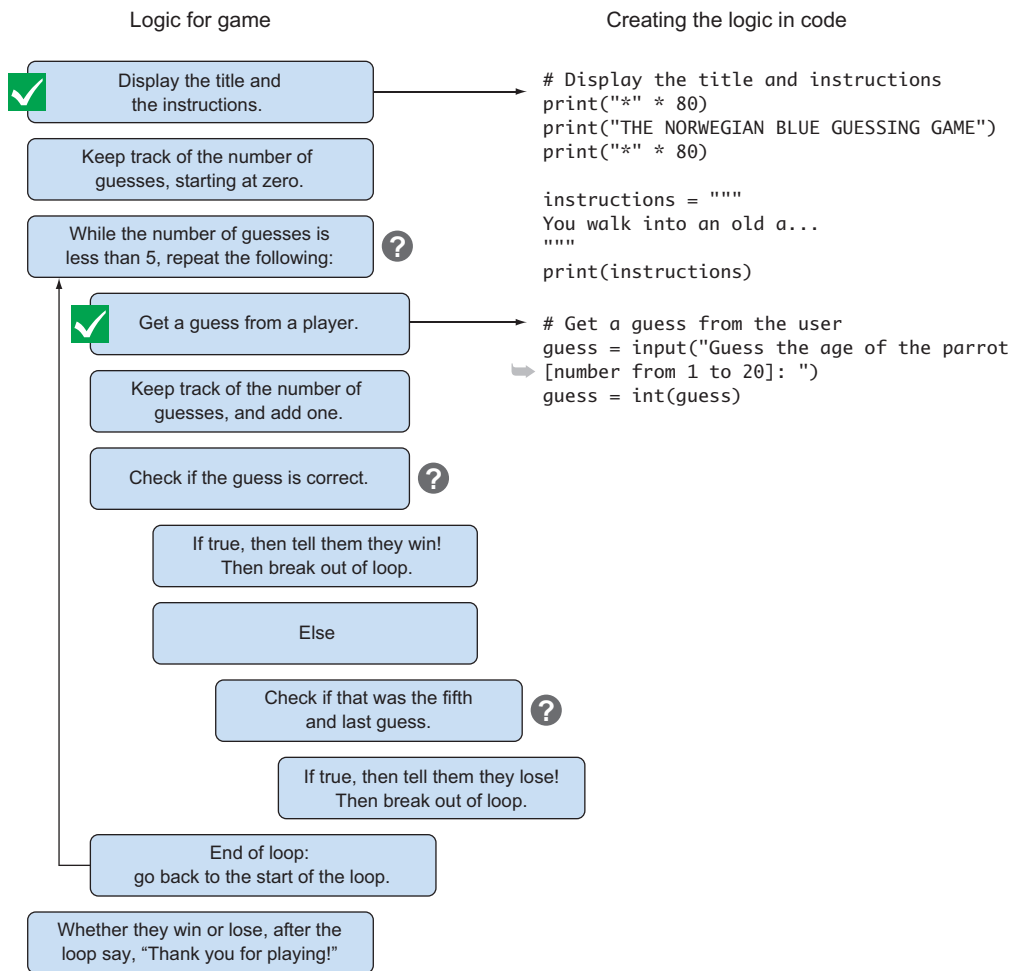 Logic for game
Creating the logic in code
Display the title and
the instructions.
Keep track of the number of
guesses, starting at zero.
While the number of guesses is
less than 5, repeat the following:
?
Get a guess from a player.
Keep track of the number of
guesses, and add one.
Check if the guess is correct.
?
If true, then tell them they win!
Then break out of loop.
Else
Check if that was the fifth
and last guess.
?
If true, then tell them they lose!
Then break out of loop.
End of loop:
go back to the start of the loop.
Whether they win or lose, after the
loop say, “Thank you for playing!”
# Display the title and instructions
print("*" * 80)
print("THE NORWEGIAN BLUE GUESSING GAME")
print("*" * 80)
instructions = """
You walk into an old a...
"""
print(instructions)
# Get a guess from the user
guess = input("Guess the age of the parrot
[number from 1 to 20]: ")
guess = int(guess)